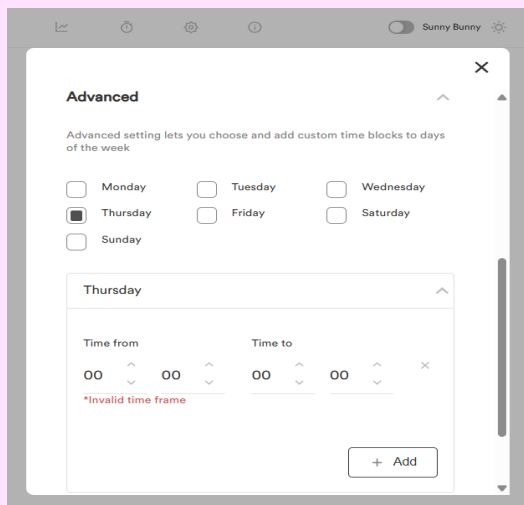 Sunny Bunny
Advanced
Advanced setting lets you choose and add custom time blocks to days
of the week
Monday Tuesday Wednesday
Thursday Friday Saturday
Sunday
Thursday
Time from Time to
00 00 00 00
*Invalid time frame
+ Add